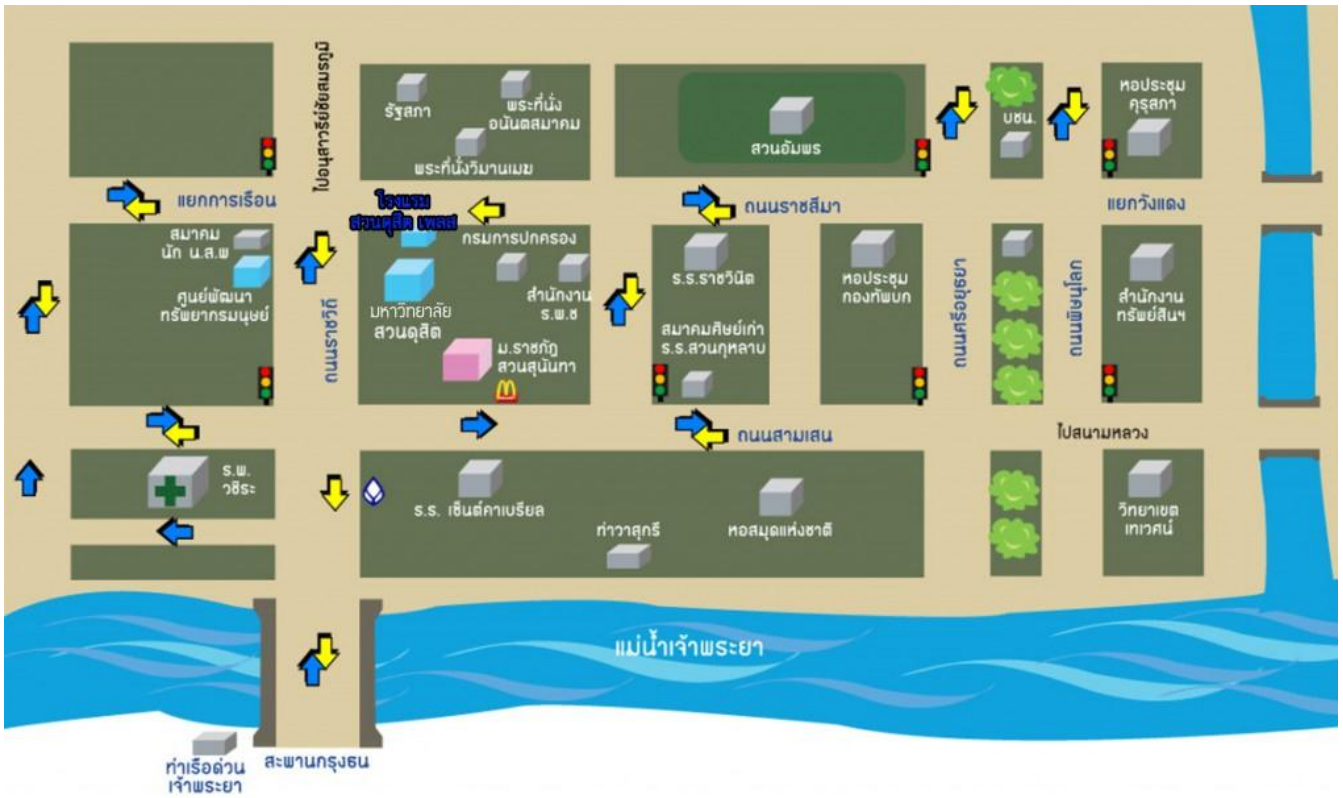 ไปอนุสาวรีย์ชัยสมรภูมิ
รัฐสภา
พระที่นั่ง
อนันตสมาคม
พระที่นั่งวิมานเมฆ
สวนอัมพร
บชน.
หอประชุม
คุรุสภา
แยกการเรือน
โรงแรม
สวนดุสิต เพลส
ถนนราชสีมา
แยกวังแดง
สมาคม
นัก น.ส.พ
ศูนย์พัฒนา
ทรัพยากรมนุษย์
ถนนราชวิถี
กรมการปกครอง
มหาวิทยาลัย
สวนดุสิต
สำนักงาน
ร.พ.ช
ม.ราชภัฏ
สวนสุนันทา
ร.ร.ราชวินิต
สมาคมศิษย์เก่า
ร.ร.สวนกุหลาบ
หอประชุม
กองทัพบก
ถนนศรีอยุธยา
ถนนพิษณุโลก
สำนักงาน
ทรัพย์สินฯ
ถนนสามเสน
ไปสนามหลวง
ร.พ.
วชิระ
ร.ร. เซ็นต์คาเบรียล
ท่าวาสุกรี
หอสมุดแห่งชาติ
วิทยาเขต
เทเวศน์
แม่น้ำเจ้าพระยา
ท่าเรือด่วน
เจ้าพระยา
สะพานกรุงธน